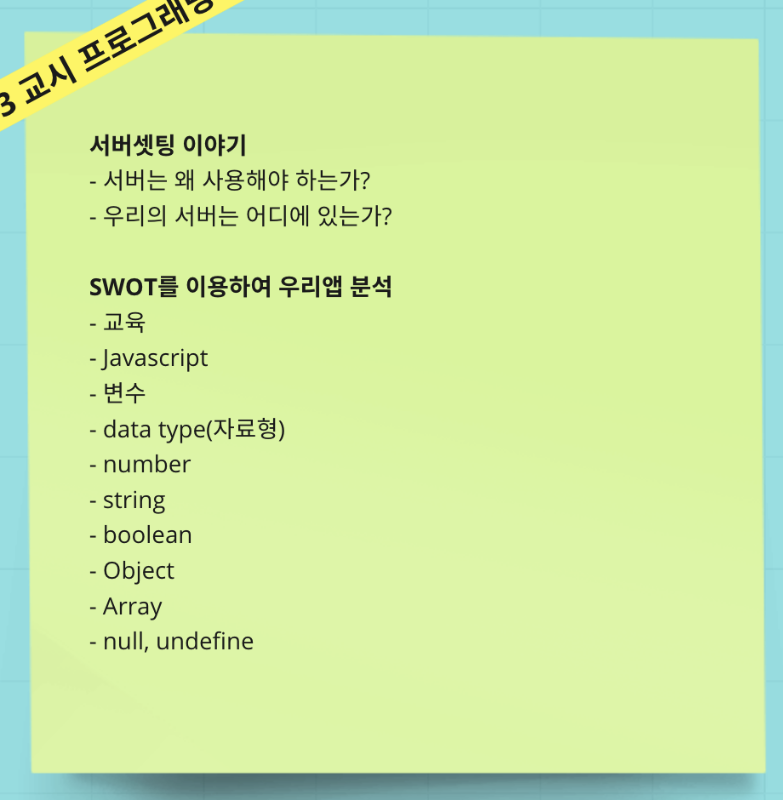 3 교시 프로그래밍
서버셋팅 이야기
- 서버는 왜 사용해야 하는가?
- 우리의 서버는 어디에 있는가?
SWOT를 이용하여 우리앱 분석
- 교육
- Javascript
- 변수
- data type(자료형)
- number
- string
- boolean
- Object
- Array
- null, undefine